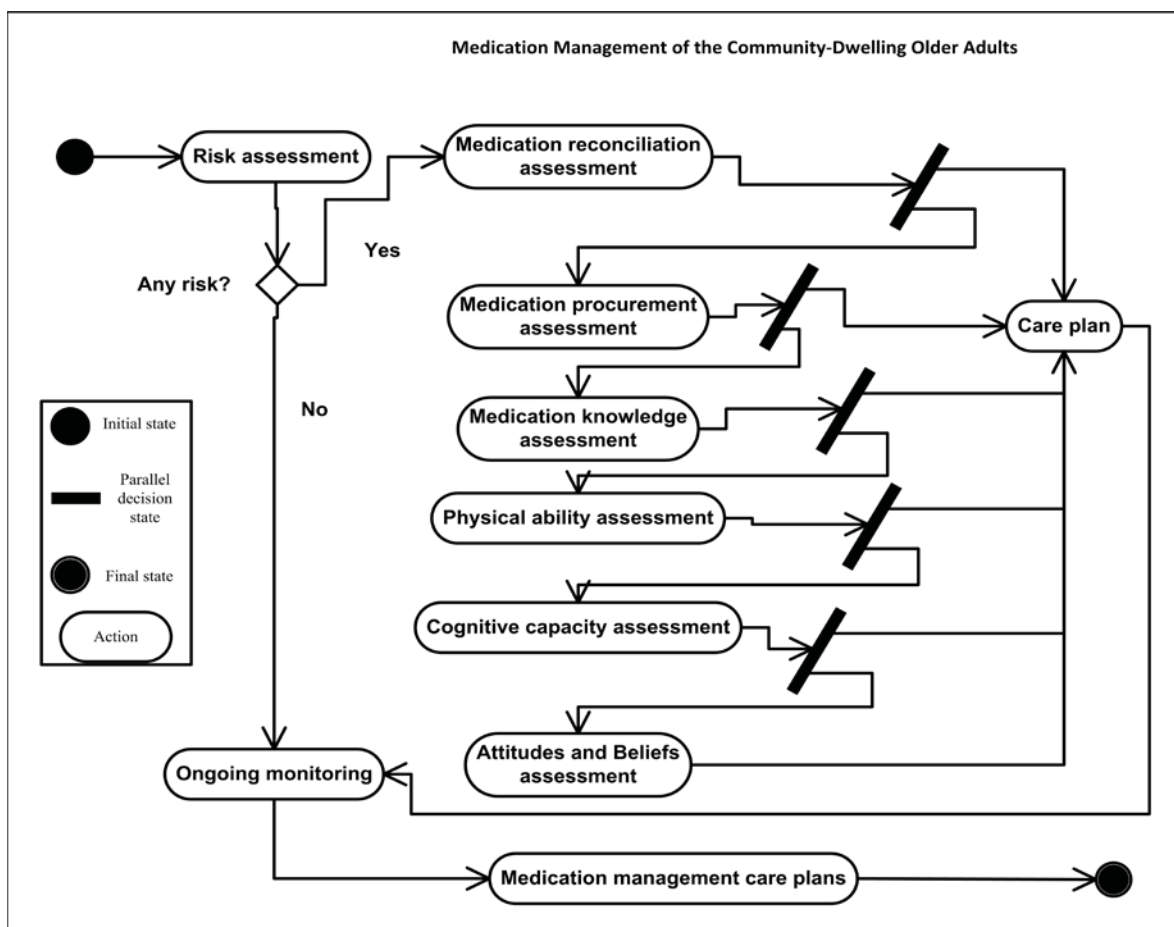 Medication Management of the Community-Dwelling Older Adults
Risk assessment
Medication reconciliation
assessment
Yes
Any risk?
Medication procurement
assessment
Care plan
No
Medication knowledge
assessment
Physical ability assessment
Cognitive capacity assessment
Attitudes and Beliefs
assessment
Ongoing monitoring
Medication management care plans
Initial state
Parallel
decision
state
Final state
Action